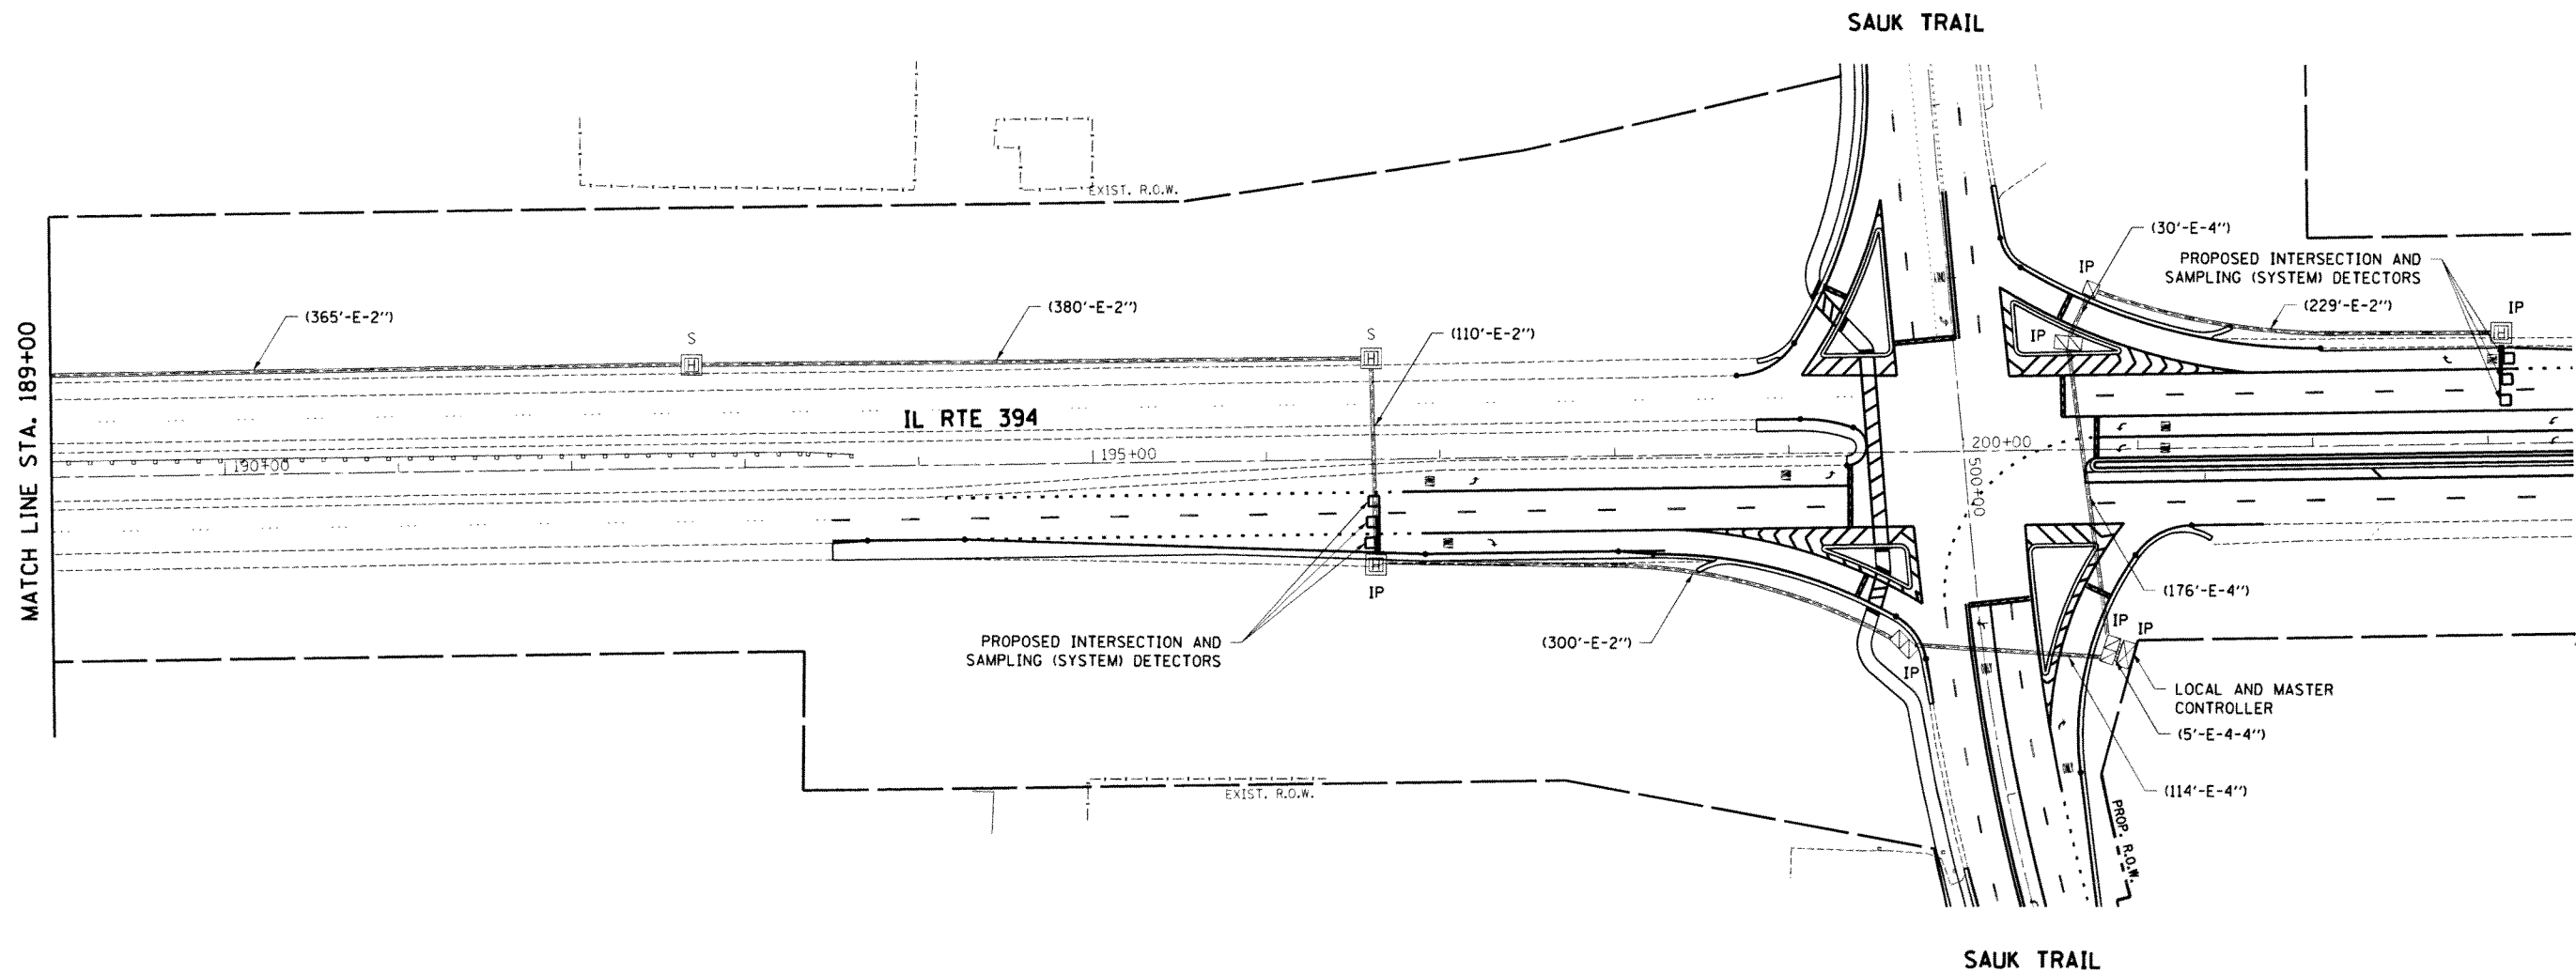 SAUK TRAIL
EXIST. R.O.W.
(30'-E-4")
PROPOSED INTERSECTION AND
SAMPLING (SYSTEM) DETECTORS
IP
IP
(229'-E-2")
(365'-E-2")
(380'-E-2")
S
S
(110'-E-2")
IP
MATCH LINE STA. 189+00
IL RTE 394
190+00
195+00
200+00
500+00
IP
(176'-E-4")
PROPOSED INTERSECTION AND
SAMPLING (SYSTEM) DETECTORS
(300'-E-2")
IP
IP
IP
LOCAL AND MASTER
CONTROLLER
(5'-E-4-4")
(114'-E-4")
EXIST. R.O.W.
PROP. R.O.W.
SAUK TRAIL
H
H
H
H